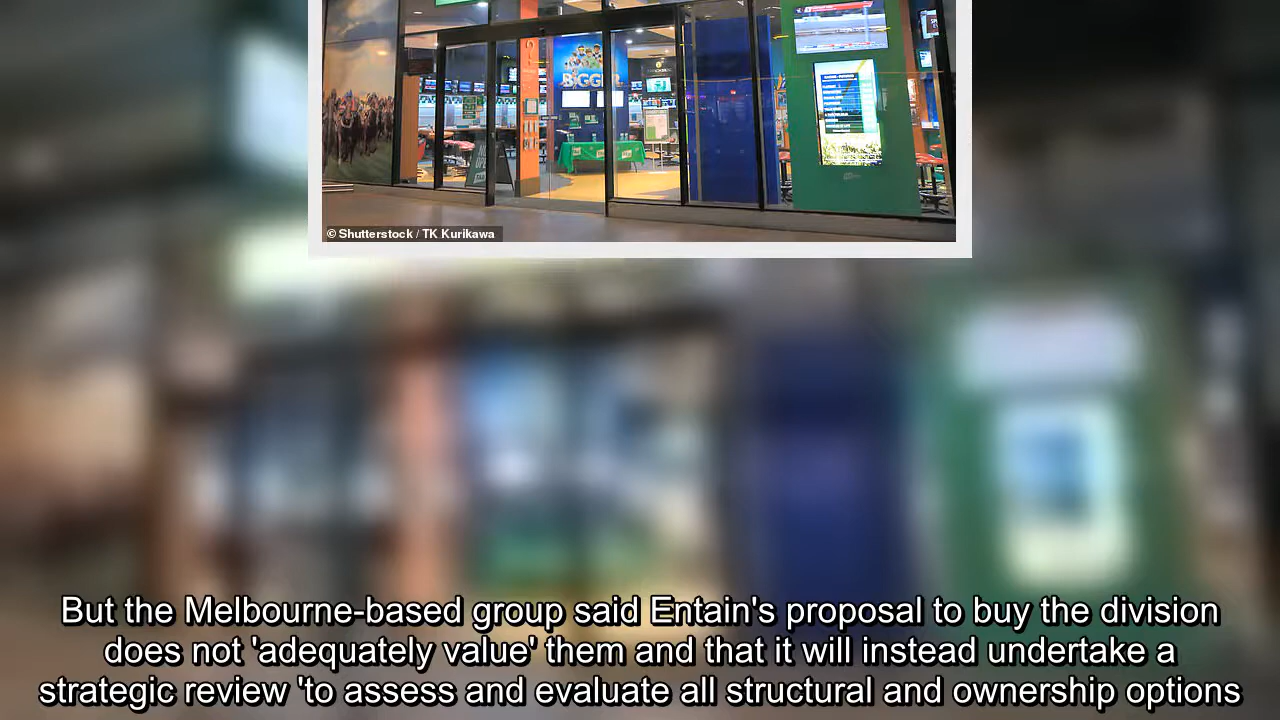 BIGGER
© Shutterstock / TK Kurikawa
But the Melbourne-based group said Entain's proposal to buy the division
does not 'adequately value' them and that it will instead undertake a
strategic review 'to assess and evaluate all structural and ownership options